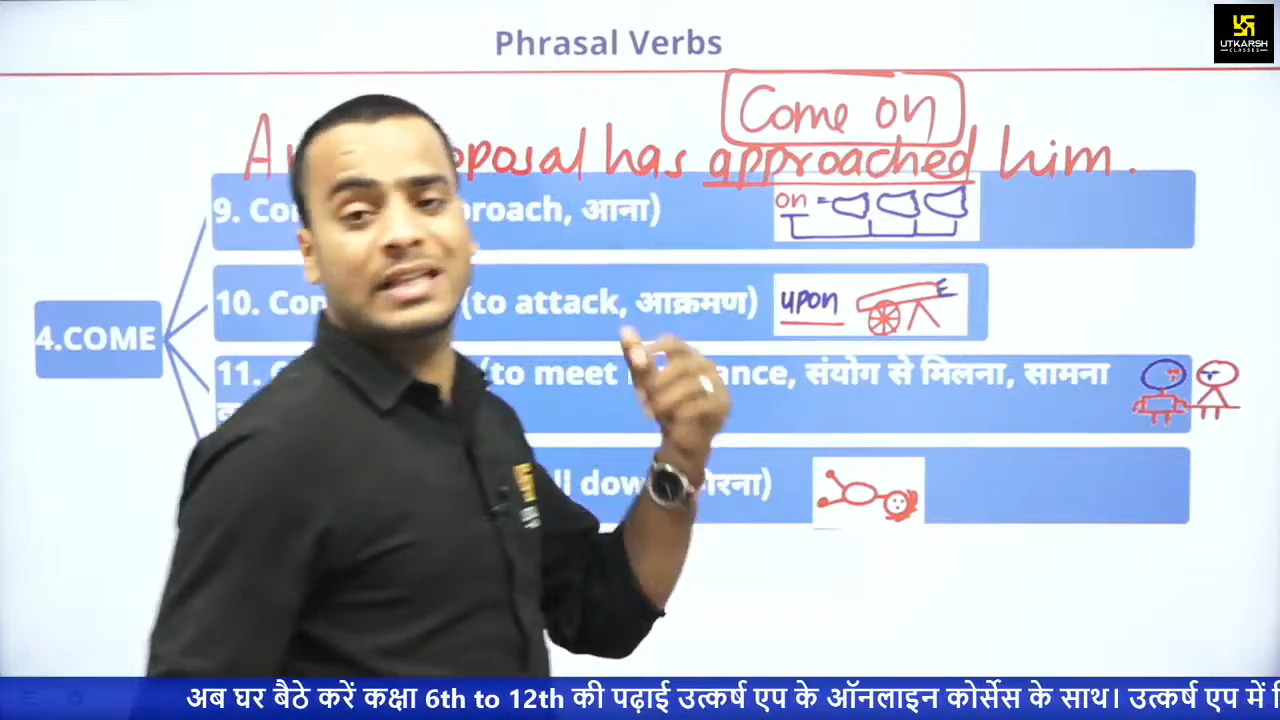 Phrasal Verbs
UTKARSH
CLASSES
Come on
oposal has approached him.
9. Co roach, आना)
on =
10. Con (to attack, आक्रमण)
upon
4.COME
11. (to meet ance, संयोग से मिलना, सामना
ll dow गिरना)
अब घर बैठे करें कक्षा 6th to 12th की पढ़ाई उत्कर्ष एप के ऑनलाइन कोर्सेस के साथ। उत्कर्ष एप में